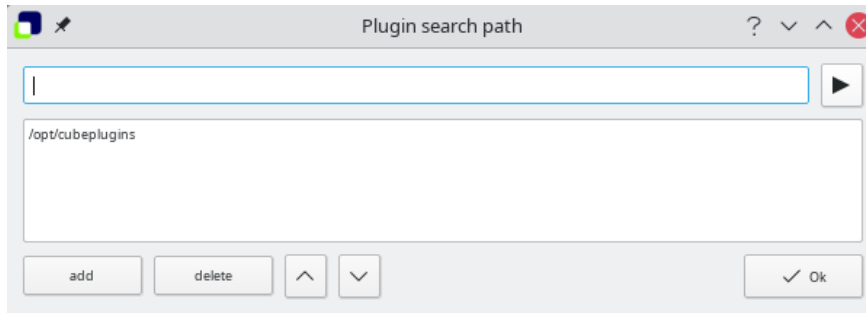 Plugin search path
/opt/cubeplugins
add
delete
Ok